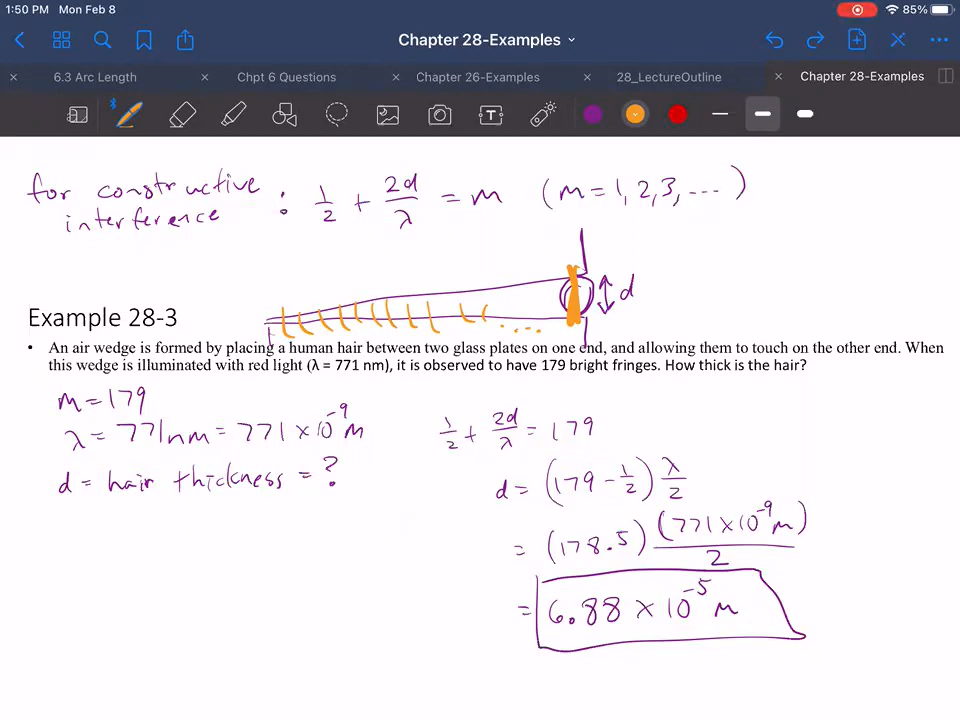 1:50 PM Mon Feb 8
85%
Chapter 28-Examples
6.3 Arc Length
Chpt 6 Questions
Chapter 26-Examples
28_LectureOutline
Chapter 28-Examples
T
for constructive interference : 1/2 + 2d/λ = m (m = 1, 2, 3, ....)
d
....
Example 28-3
• An air wedge is formed by placing a human hair between two glass plates on one end, and allowing them to touch on the other end. When
this wedge is illuminated with red light (λ = 771 nm), it is observed to have 179 bright fringes. How thick is the hair?
m = 179
λ = 771nm = 771 × 10⁻⁹ m
d = hair thickness = ?
1/2 + 2d/λ = 179
d = (179 - 1/2) λ/2
= (178.5) (771 × 10⁻⁹ m)/2
= 6.88 × 10⁻⁵ m